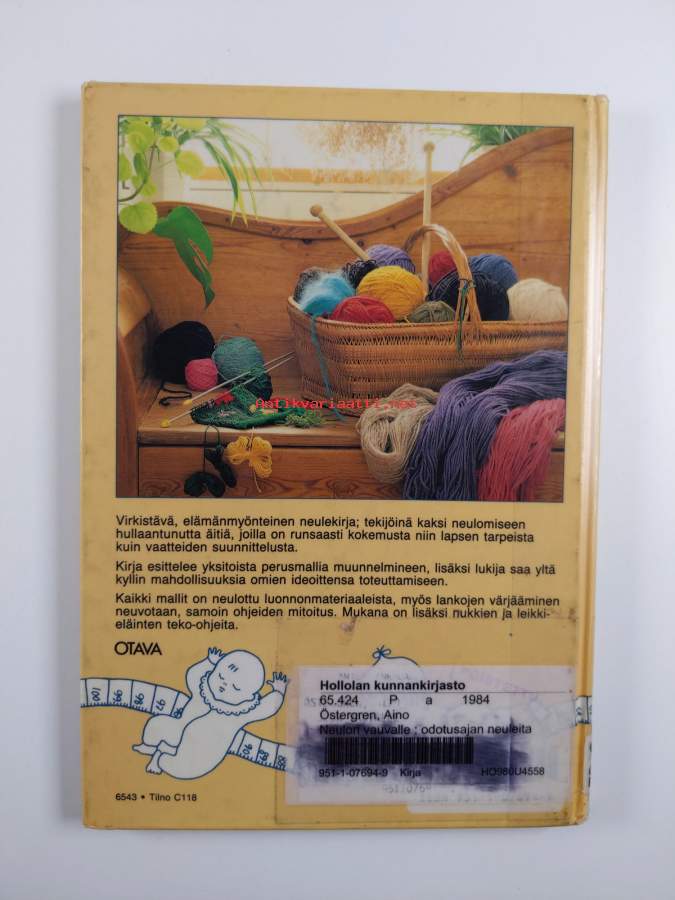 Antikvariaatti.net
Virkistävä, elämänmyönteinen neulekirja; tekijöinä kaksi neulomiseen
hullaantunutta äitiä, joilla on runsaasti kokemusta niin lapsen tarpeista
kuin vaatteiden suunnittelusta.
Kirja esittelee yksitoista perusmallia muunnelmineen, lisäksi lukija saa yltä
kyllin mahdollisuuksia omien ideoittensa toteuttamiseen.
Kaikki mallit on neulottu luonnonmateriaaleista, myös lankojen värjääminen
neuvotaan, samoin ohjeiden mitoitus. Mukana on lisäksi nukkien ja leikki-
eläinten teko-ohjeita.
OTAVA
Hollolan kunnankirjasto
65.424 P a 1984
Östergren, Aino
Neulon vauvalle ; odotusajan neuleita
951-1-07694-9 Kirja HO980U4558
6543 • Tilno C118